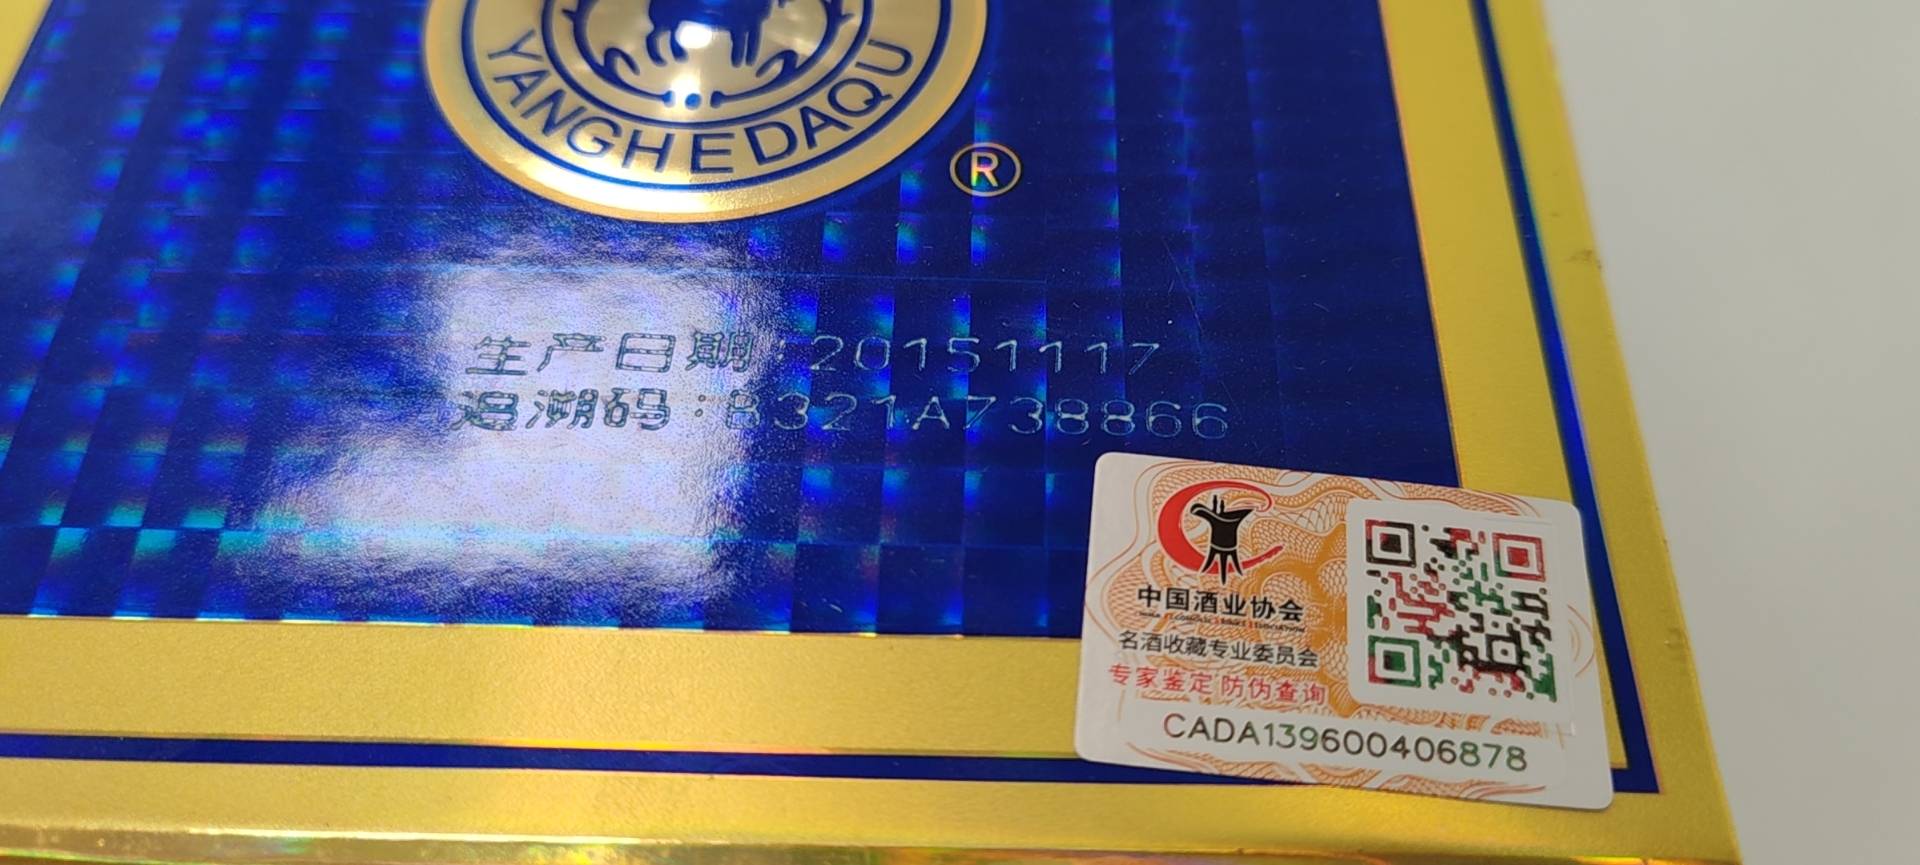 YANGHEDAQU
®
生产日期：20151117
追溯码：8321A738866
中国酒业协会
名酒收藏专业委员会
专家鉴定 防伪查询
CADA139600406878